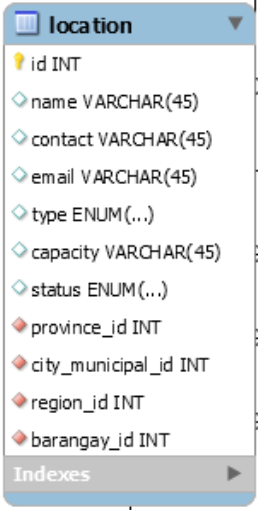 location
id INT
name VARCHAR(45)
contact VARCHAR(45)
email VARCHAR(45)
type ENUM(...)
capacity VARCHAR(45)
status ENUM(...)
province_id INT
city_municipal_id INT
region_id INT
barangay_id INT
Indexes